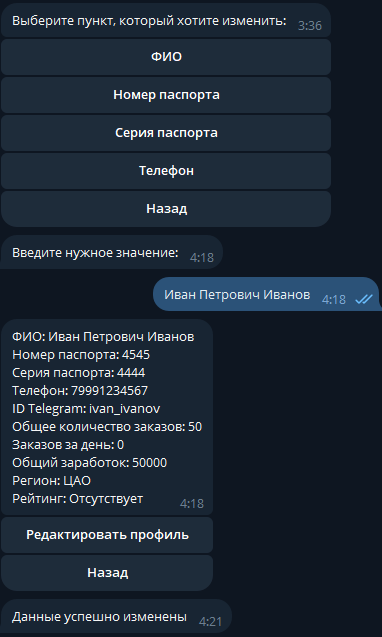 Выберите пункт, который хотите изменить: 3:36
ФИО
Номер паспорта
Серия паспорта
Телефон
Назад
Введите нужное значение: 4:18
Иван Петрович Иванов 4:18
ФИО: Иван Петрович Иванов
Номер паспорта: 4545
Серия паспорта: 4444
Телефон: 79991234567
ID Telegram: ivan_ivanov
Общее количество заказов: 50
Заказов за день: 0
Общий заработок: 50000
Регион: ЦАО
Рейтинг: Отсутствует 4:18
Редактировать профиль
Назад
Данные успешно изменены 4:21